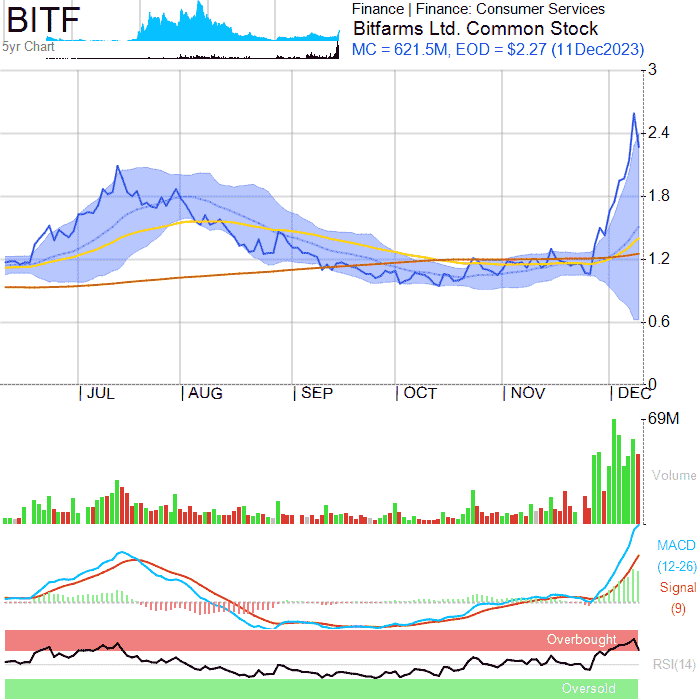 BITF
5yr Chart
Finance | Finance: Consumer Services
Bitfarms Ltd. Common Stock
MC = 621.5M, EOD = $2.27 (11Dec2023)
3
2.4
1.8
1.2
0.6
0
JUL AUG SEP OCT NOV DEC
69M
Volume
MACD
(12-26)
Signal
(9)
Overbought
RSI(14)
Oversold